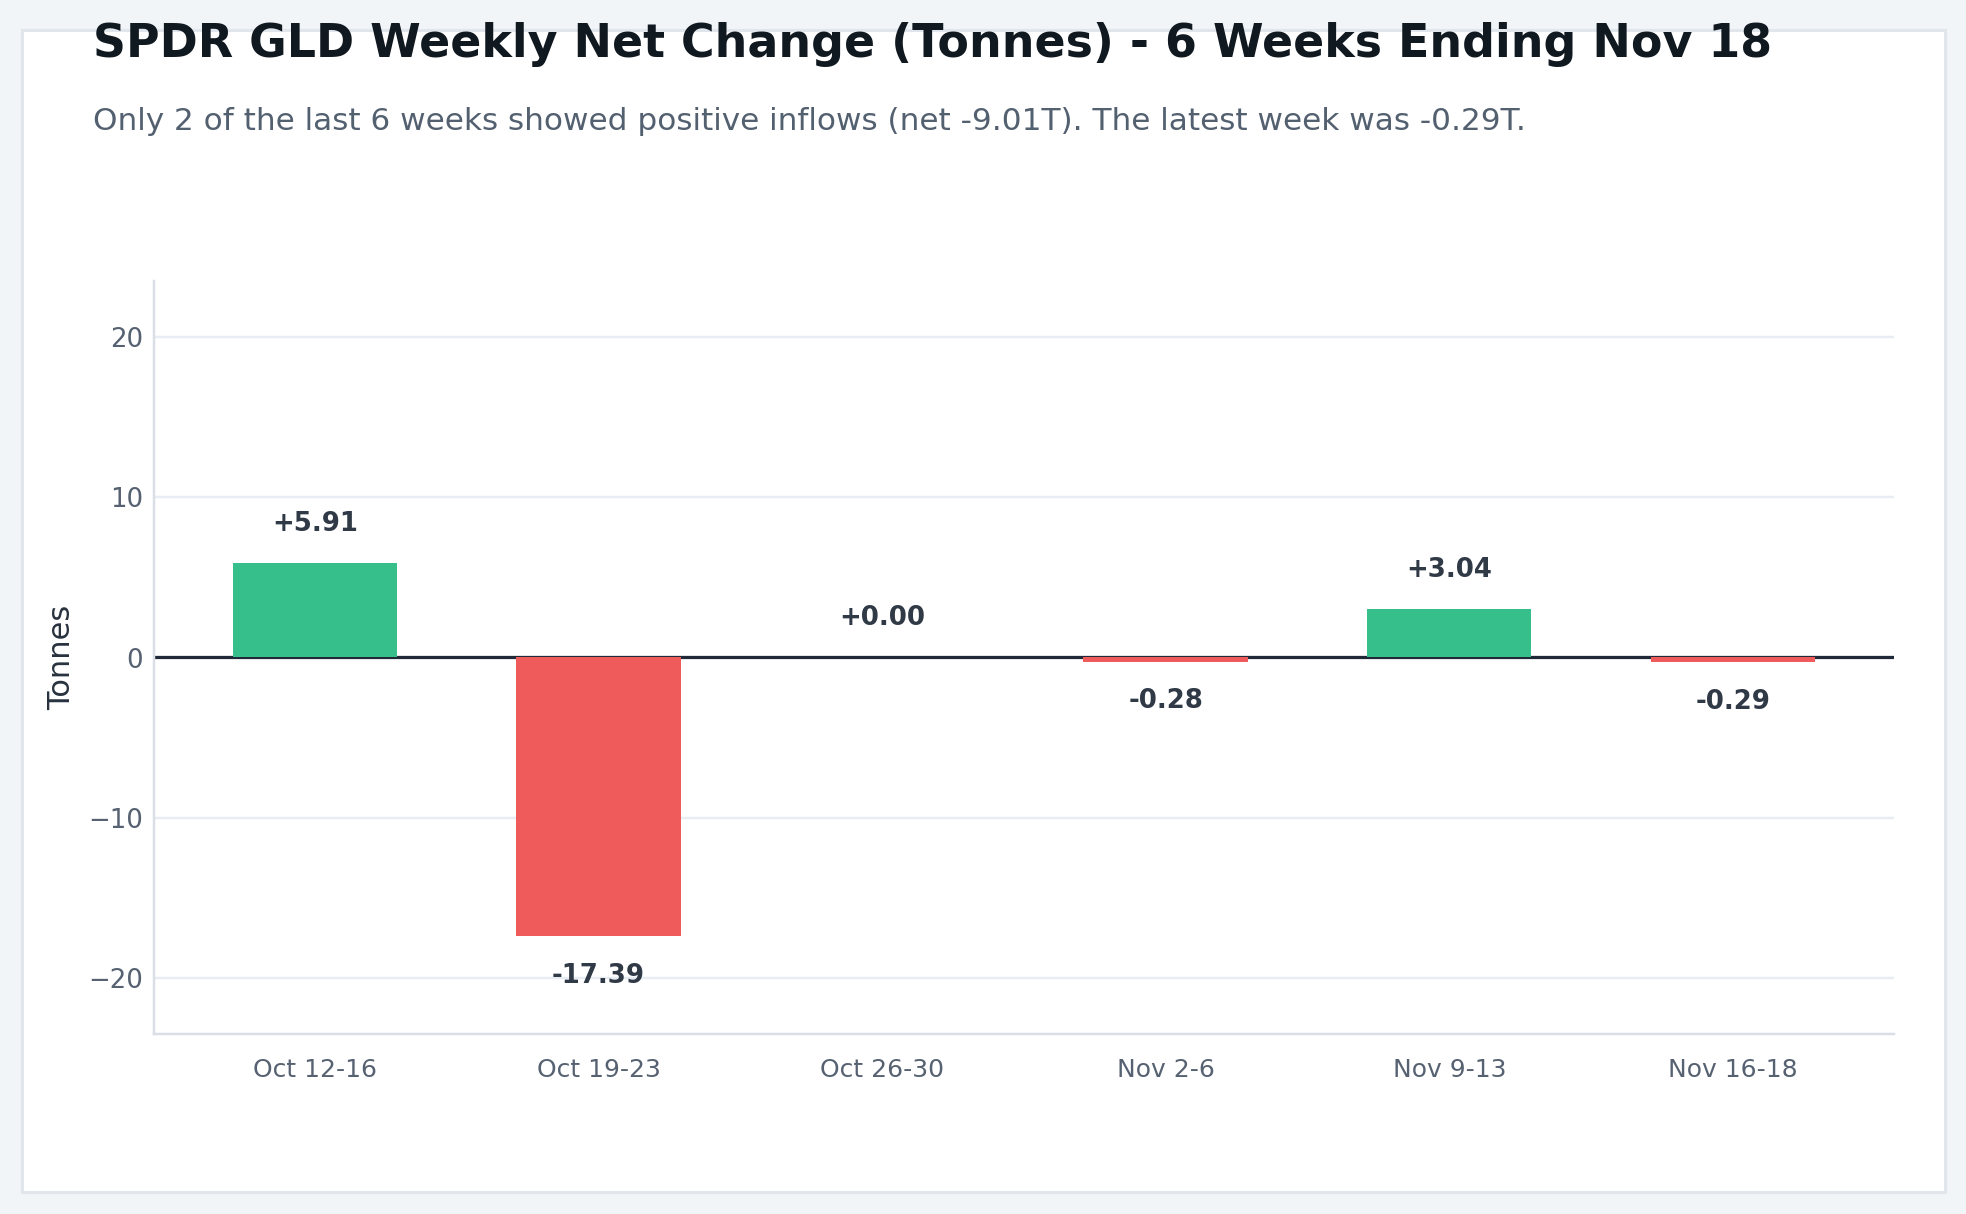 SPDR GLD Weekly Net Change (Tonnes) - 6 Weeks Ending Nov 18
Only 2 of the last 6 weeks showed positive inflows (net -9.01T). The latest week was -0.29T.
Tonnes
20
10
0
−10
−20
+5.91
-17.39
+0.00
-0.28
+3.04
-0.29
Oct 12-16
Oct 19-23
Oct 26-30
Nov 2-6
Nov 9-13
Nov 16-18